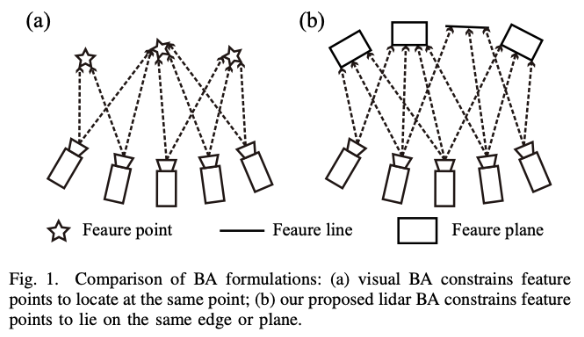 (a)
(b)
Feaure point
Feaure line
Feaure plane
Fig. 1. Comparison of BA formulations: (a) visual BA constrains feature
points to locate at the same point; (b) our proposed lidar BA constrains feature
points to lie on the same edge or plane.